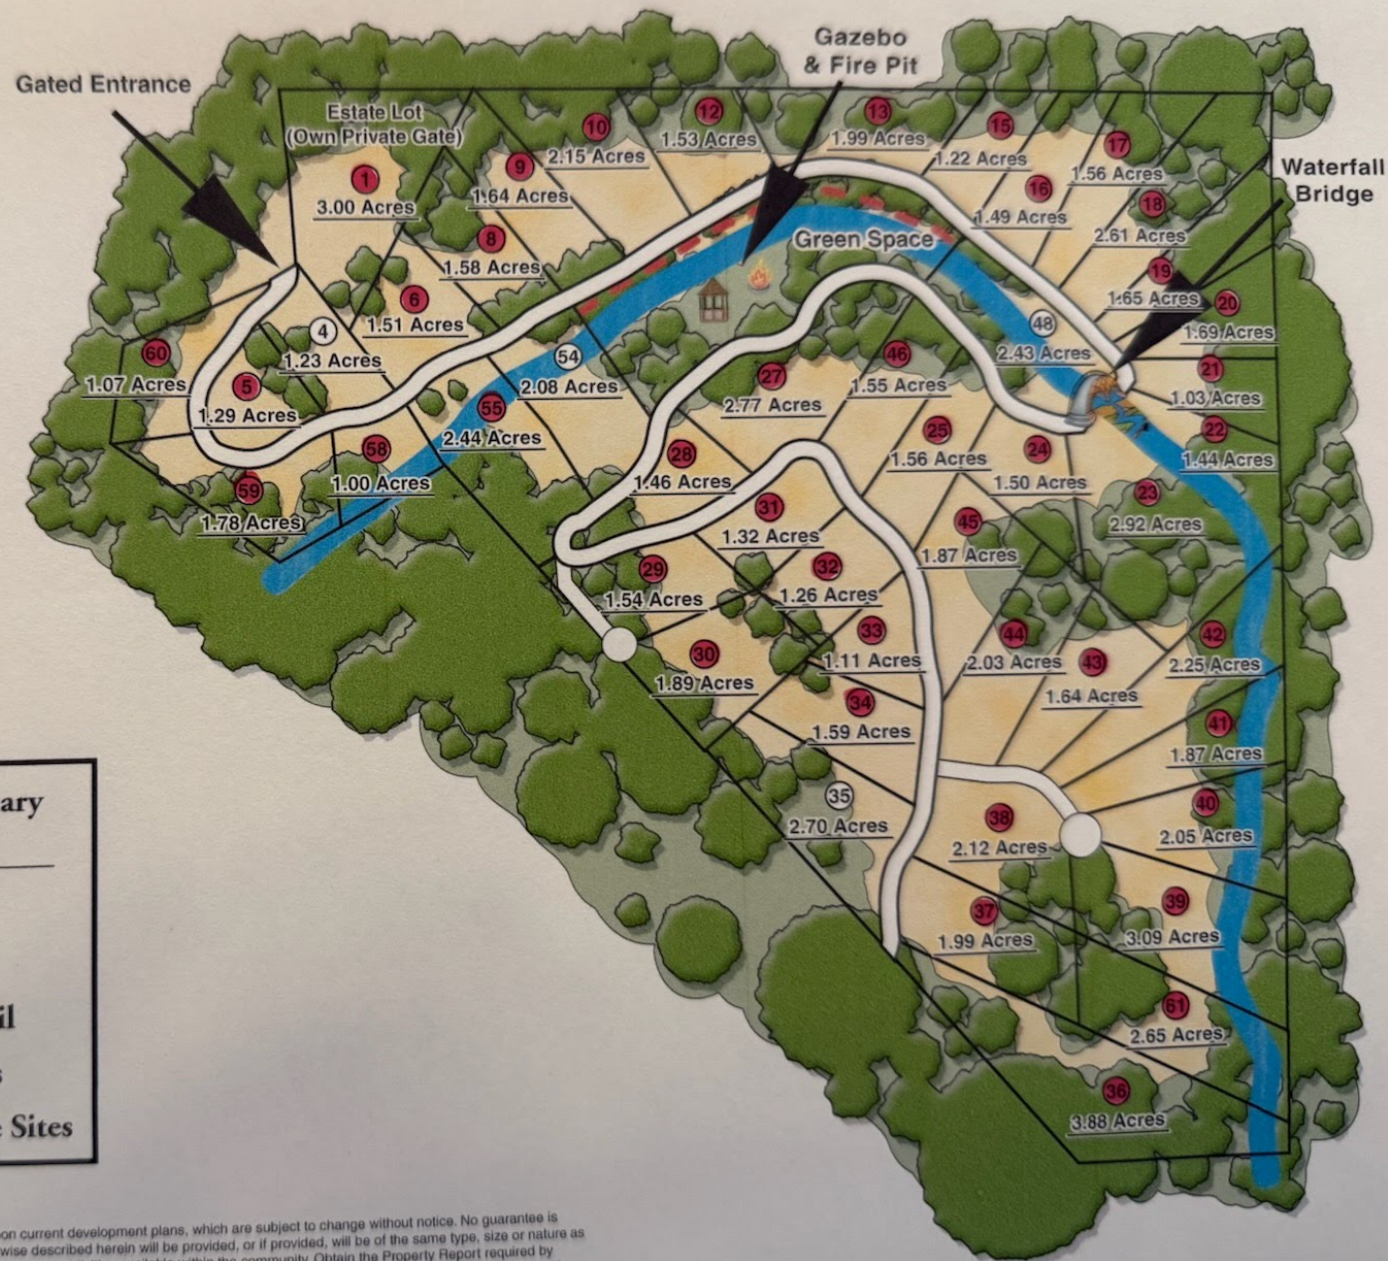 Gazebo
& Fire Pit
Gated Entrance
Estate Lot
(Own Private Gate)
Waterfall
Bridge
Green Space
1
3.00 Acres
9
1.64 Acres
10
2.15 Acres
12
1.53 Acres
13
1.99 Acres
15
1.22 Acres
17
1.56 Acres
16
1.49 Acres
18
2.61 Acres
8
1.58 Acres
19
1.65 Acres
20
1.69 Acres
6
1.51 Acres
4
1.23 Acres
48
2.43 Acres
60
1.07 Acres
5
1.29 Acres
54
2.08 Acres
27
2.77 Acres
46
1.55 Acres
21
1.03 Acres
55
2.44 Acres
58
1.00 Acres
28
1.46 Acres
25
1.56 Acres
24
1.50 Acres
22
1.44 Acres
59
1.78 Acres
31
1.32 Acres
45
1.87 Acres
23
2.92 Acres
29
1.54 Acres
32
1.26 Acres
30
1.89 Acres
33
1.11 Acres
44
2.03 Acres
43
1.64 Acres
42
2.25 Acres
34
1.59 Acres
41
1.87 Acres
35
2.70 Acres
38
2.12 Acres
40
2.05 Acres
37
1.99 Acres
39
3.09 Acres
61
2.65 Acres
36
3.88 Acres
ary
il
s
Sites
on current development plans, which are subject to change without notice. No guarantee is
wise described herein will be provided, or if provided, will be of the same type, size or nature as
within the community. Obtain the Property Report required by